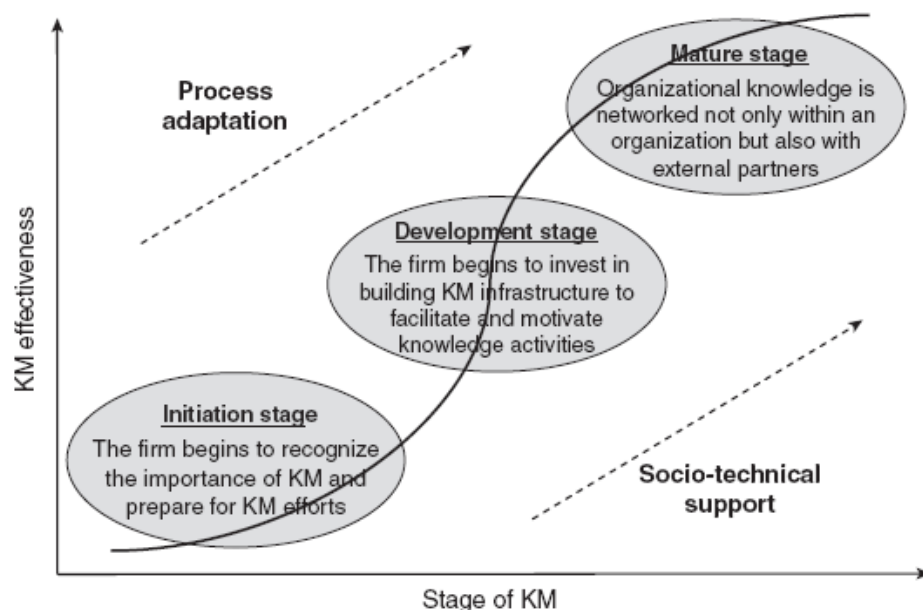 Mature stage
Organizational knowledge is
networked not only within an
organization but also with
external partners
Process
adaptation
Development stage
The firm begins to invest in
building KM infrastructure to
facilitate and motivate
knowledge activities
KM effectiveness
Initiation stage
The firm begins to recognize
the importance of KM and
prepare for KM efforts
Socio-technical
support
Stage of KM